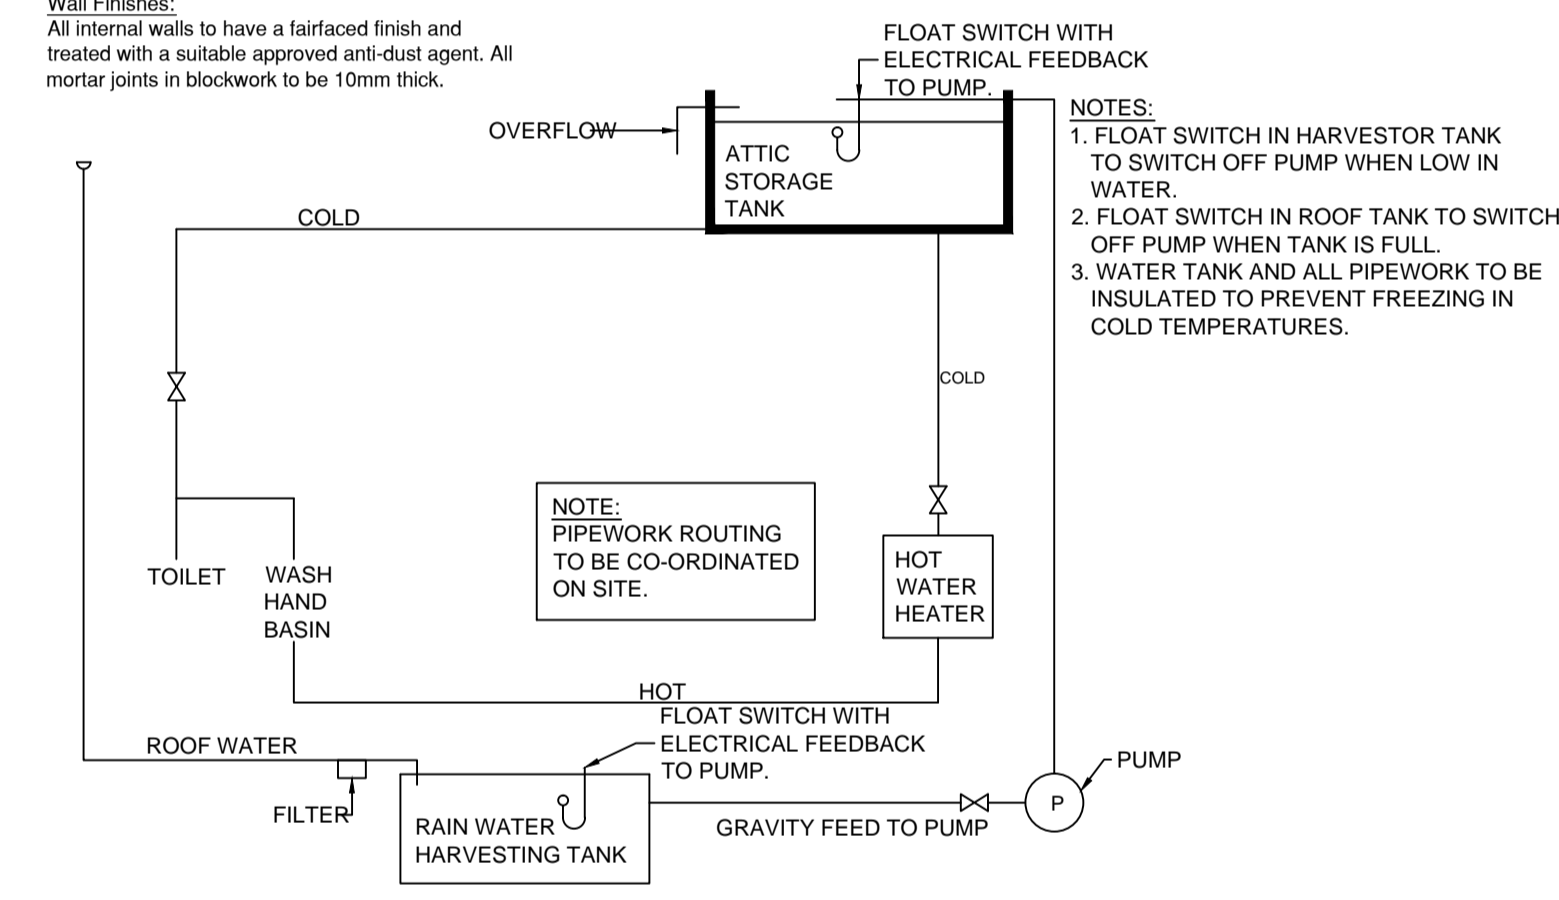 Wall Finishes:
All internal walls to have a fairfaced finish and
treated with a suitable approved anti-dust agent. All
mortar joints in blockwork to be 10mm thick.
FLOAT SWITCH WITH
ELECTRICAL FEEDBACK
TO PUMP.
OVERFLOW
ATTIC
STORAGE
TANK
NOTES:
1. FLOAT SWITCH IN HARVESTOR TANK
TO SWITCH OFF PUMP WHEN LOW IN
WATER.
2. FLOAT SWITCH IN ROOF TANK TO SWITCH
OFF PUMP WHEN TANK IS FULL.
3. WATER TANK AND ALL PIPEWORK TO BE
INSULATED TO PREVENT FREEZING IN
COLD TEMPERATURES.
COLD
COLD
NOTE:
PIPEWORK ROUTING
TO BE CO-ORDINATED
ON SITE.
HOT
WATER
HEATER
TOILET
WASH
HAND
BASIN
HOT
FLOAT SWITCH WITH
ELECTRICAL FEEDBACK
TO PUMP.
ROOF WATER
FILTER
RAIN WATER
HARVESTING TANK
GRAVITY FEED TO PUMP
P
PUMP